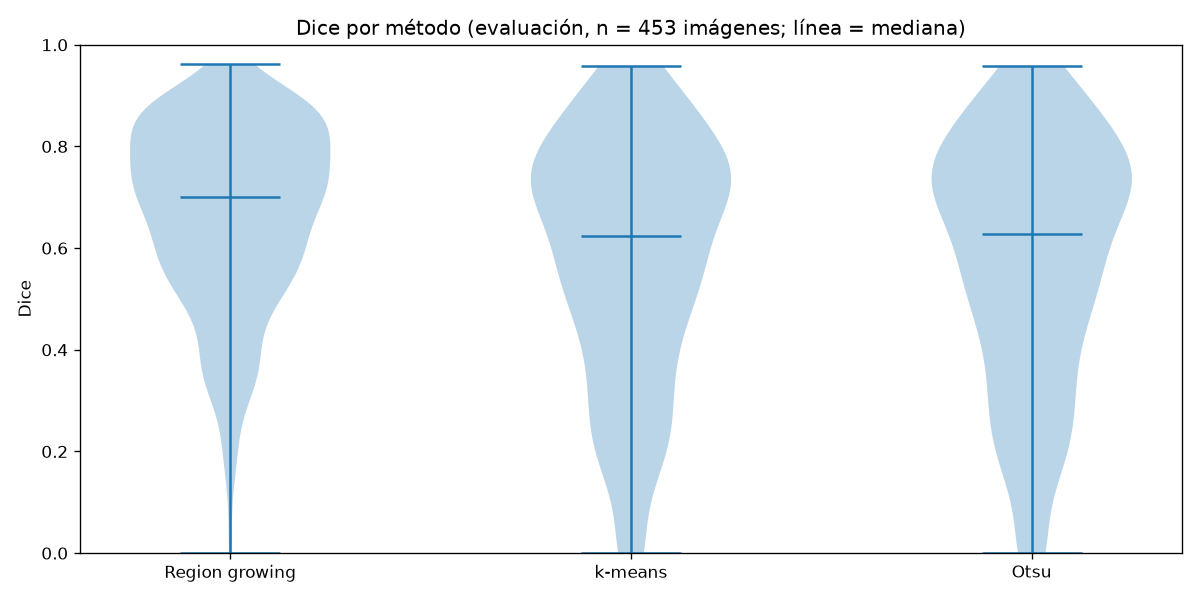 Dice por método (evaluación, n = 453 imágenes; línea = mediana)
1.0
0.8
0.6
0.4
0.2
0.0
Dice
Region growing
k-means
Otsu